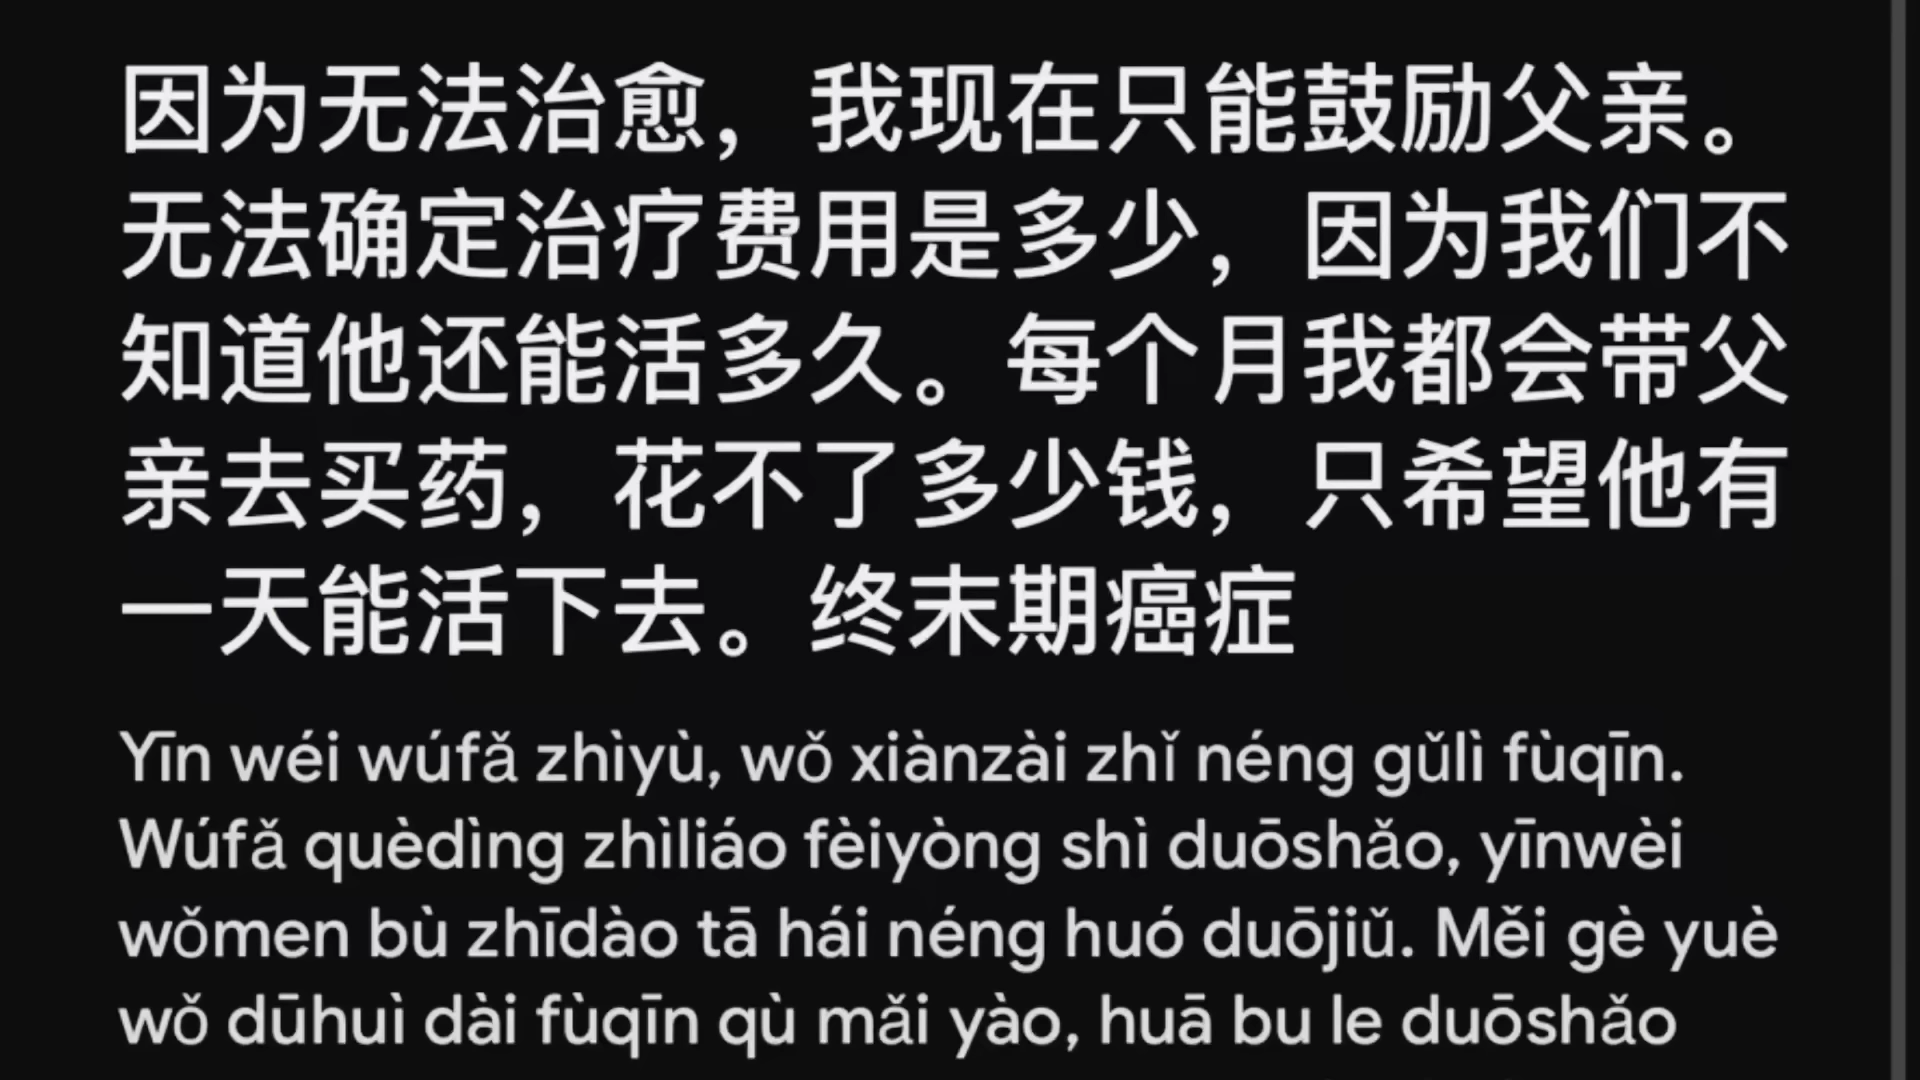 因为无法治愈，我现在只能鼓励父亲。
无法确定治疗费用是多少，因为我们不
知道他还能活多久。每个月我都会带父
亲去买药，花不了多少钱，只希望他有
一天能活下去。终末期癌症
Yīn wéi wúfǎ zhìyù, wǒ xiànzài zhǐ néng gǔlì fùqīn.
Wúfǎ quèdìng zhìliáo fèiyòng shì duōshǎo, yīnwèi
wǒmen bù zhīdào tā hái néng huó duōjiǔ. Měi gè yuè
wǒ dūhuì dài fùqīn qù mǎi yào, huā bu le duōshǎo